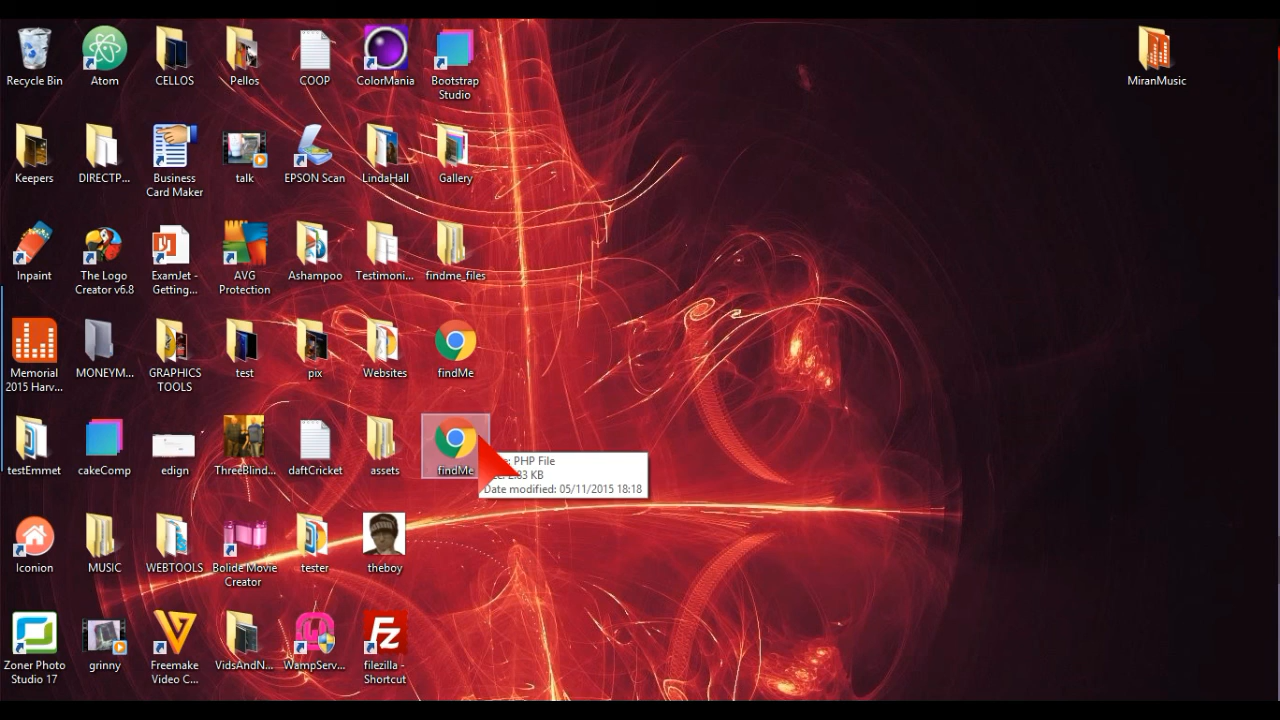 Recycle Bin
Atom
CELLOS
Pellos
COOP
ColorMania
Bootstrap
Studio
MiranMusic
Keepers
DIRECTP...
Business
Card Maker
talk
EPSON Scan
LindaHall
Gallery
Inpaint
The Logo
Creator v6.8
ExamJet -
Getting...
AVG
Protection
Ashampoo
Testimoni...
findme_files
Memorial
2015 Harv...
MONEYM...
GRAPHICS
TOOLS
test
pix
Websites
findMe
testEmmet
cakeComp
edign
ThreeBlind...
daftCricket
assets
findMe
PHP File
2.83 KB
Date modified: 05/11/2015 18:18
Iconion
MUSIC
WEBTOOLS
Bolide Movie
Creator
tester
theboy
Zoner Photo
Studio 17
grinny
Freemake
Video C...
VidsAndN...
WampServ...
filezilla -
Shortcut